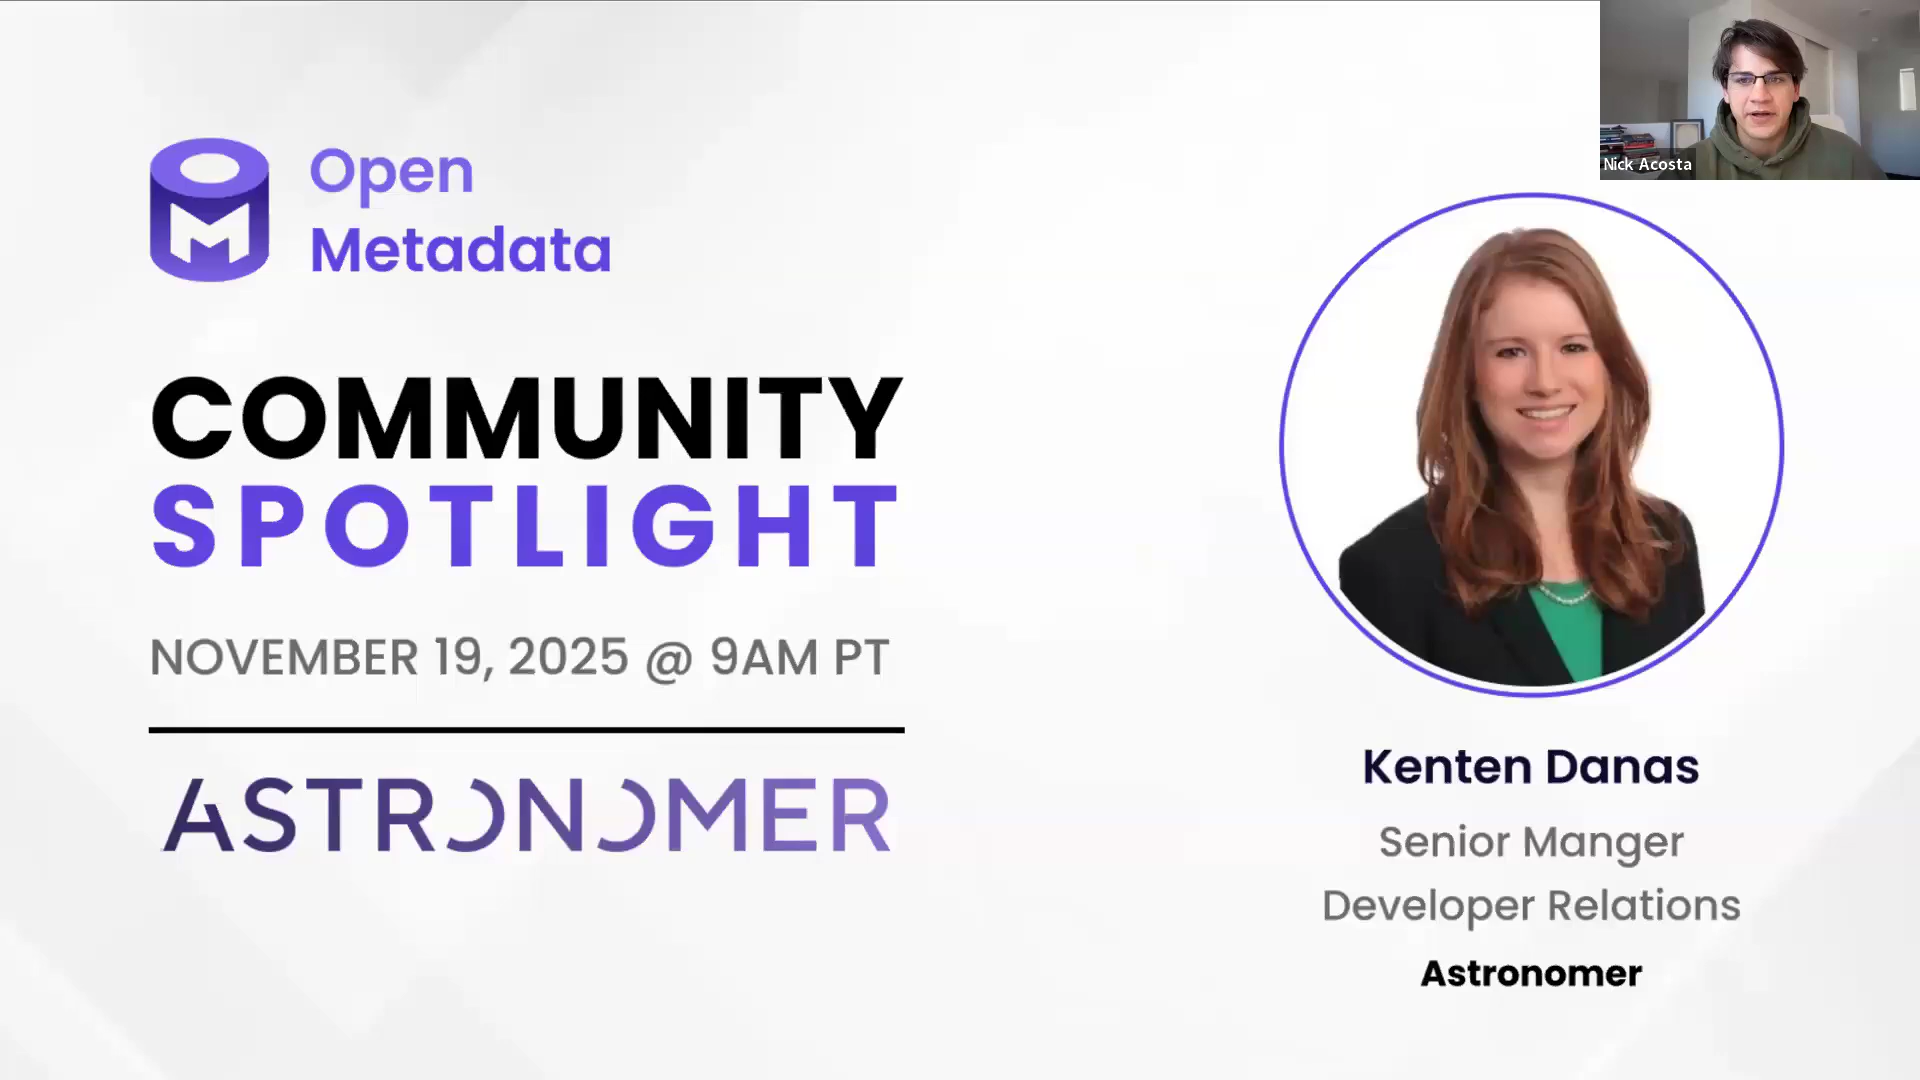 Open
Metadata
COMMUNITY
SPOTLIGHT
NOVEMBER 19, 2025 @ 9AM PT
ASTRONOMER
Nick Acosta
Kenten Danas
Senior Manger
Developer Relations
Astronomer